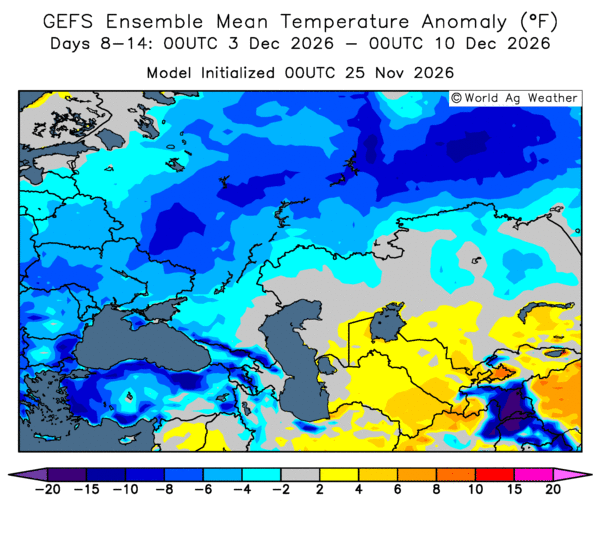 GEFS Ensemble Mean Temperature Anomaly (°F)
Days 8-14: 00UTC 3 Dec 2026 - 00UTC 10 Dec 2026
Model Initialized 00UTC 25 Nov 2026
© World Ag Weather
-20 -15 -10 -8 -6 -4 -2 2 4 6 8 10 15 20